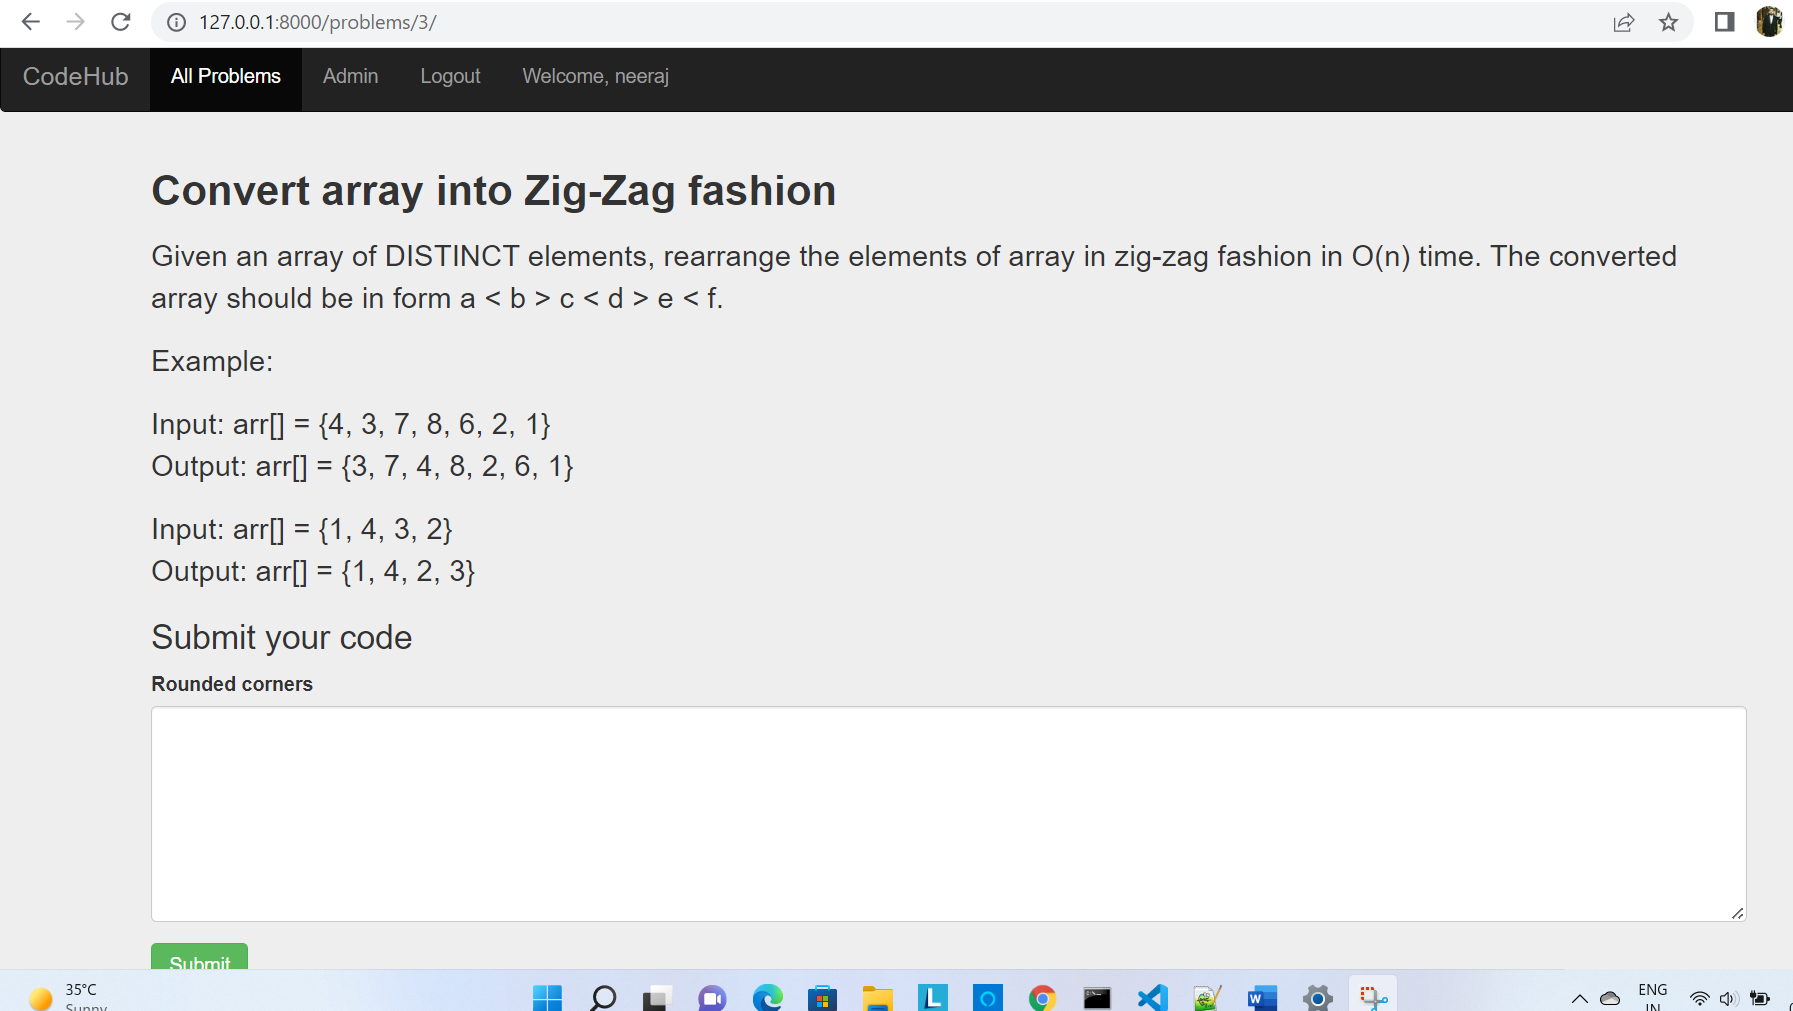 127.0.0.1:8000/problems/3/
CodeHub All Problems Admin Logout Welcome, neeraj
Convert array into Zig-Zag fashion
Given an array of DISTINCT elements, rearrange the elements of array in zig-zag fashion in O(n) time. The converted
array should be in form a < b > c < d > e < f.
Example:
Input: arr[] = {4, 3, 7, 8, 6, 2, 1}
Output: arr[] = {3, 7, 4, 8, 2, 6, 1}
Input: arr[] = {1, 4, 3, 2}
Output: arr[] = {1, 4, 2, 3}
Submit your code
Rounded corners
Submit
35°C
Sunny
ENG
IN